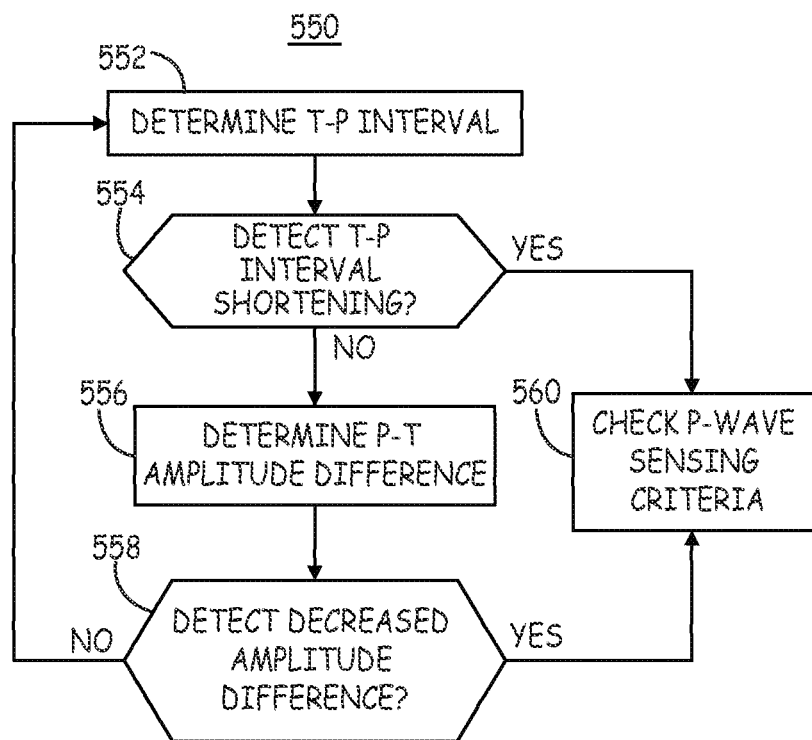 550
552
DETERMINE T-P INTERVAL
554
DETECT T-P
INTERVAL
SHORTENING?
YES
NO
556
DETERMINE P-T
AMPLITUDE DIFFERENCE
560
CHECK P-WAVE
SENSING
CRITERIA
558
DETECT DECREASED
AMPLITUDE
DIFFERENCE?
NO
YES